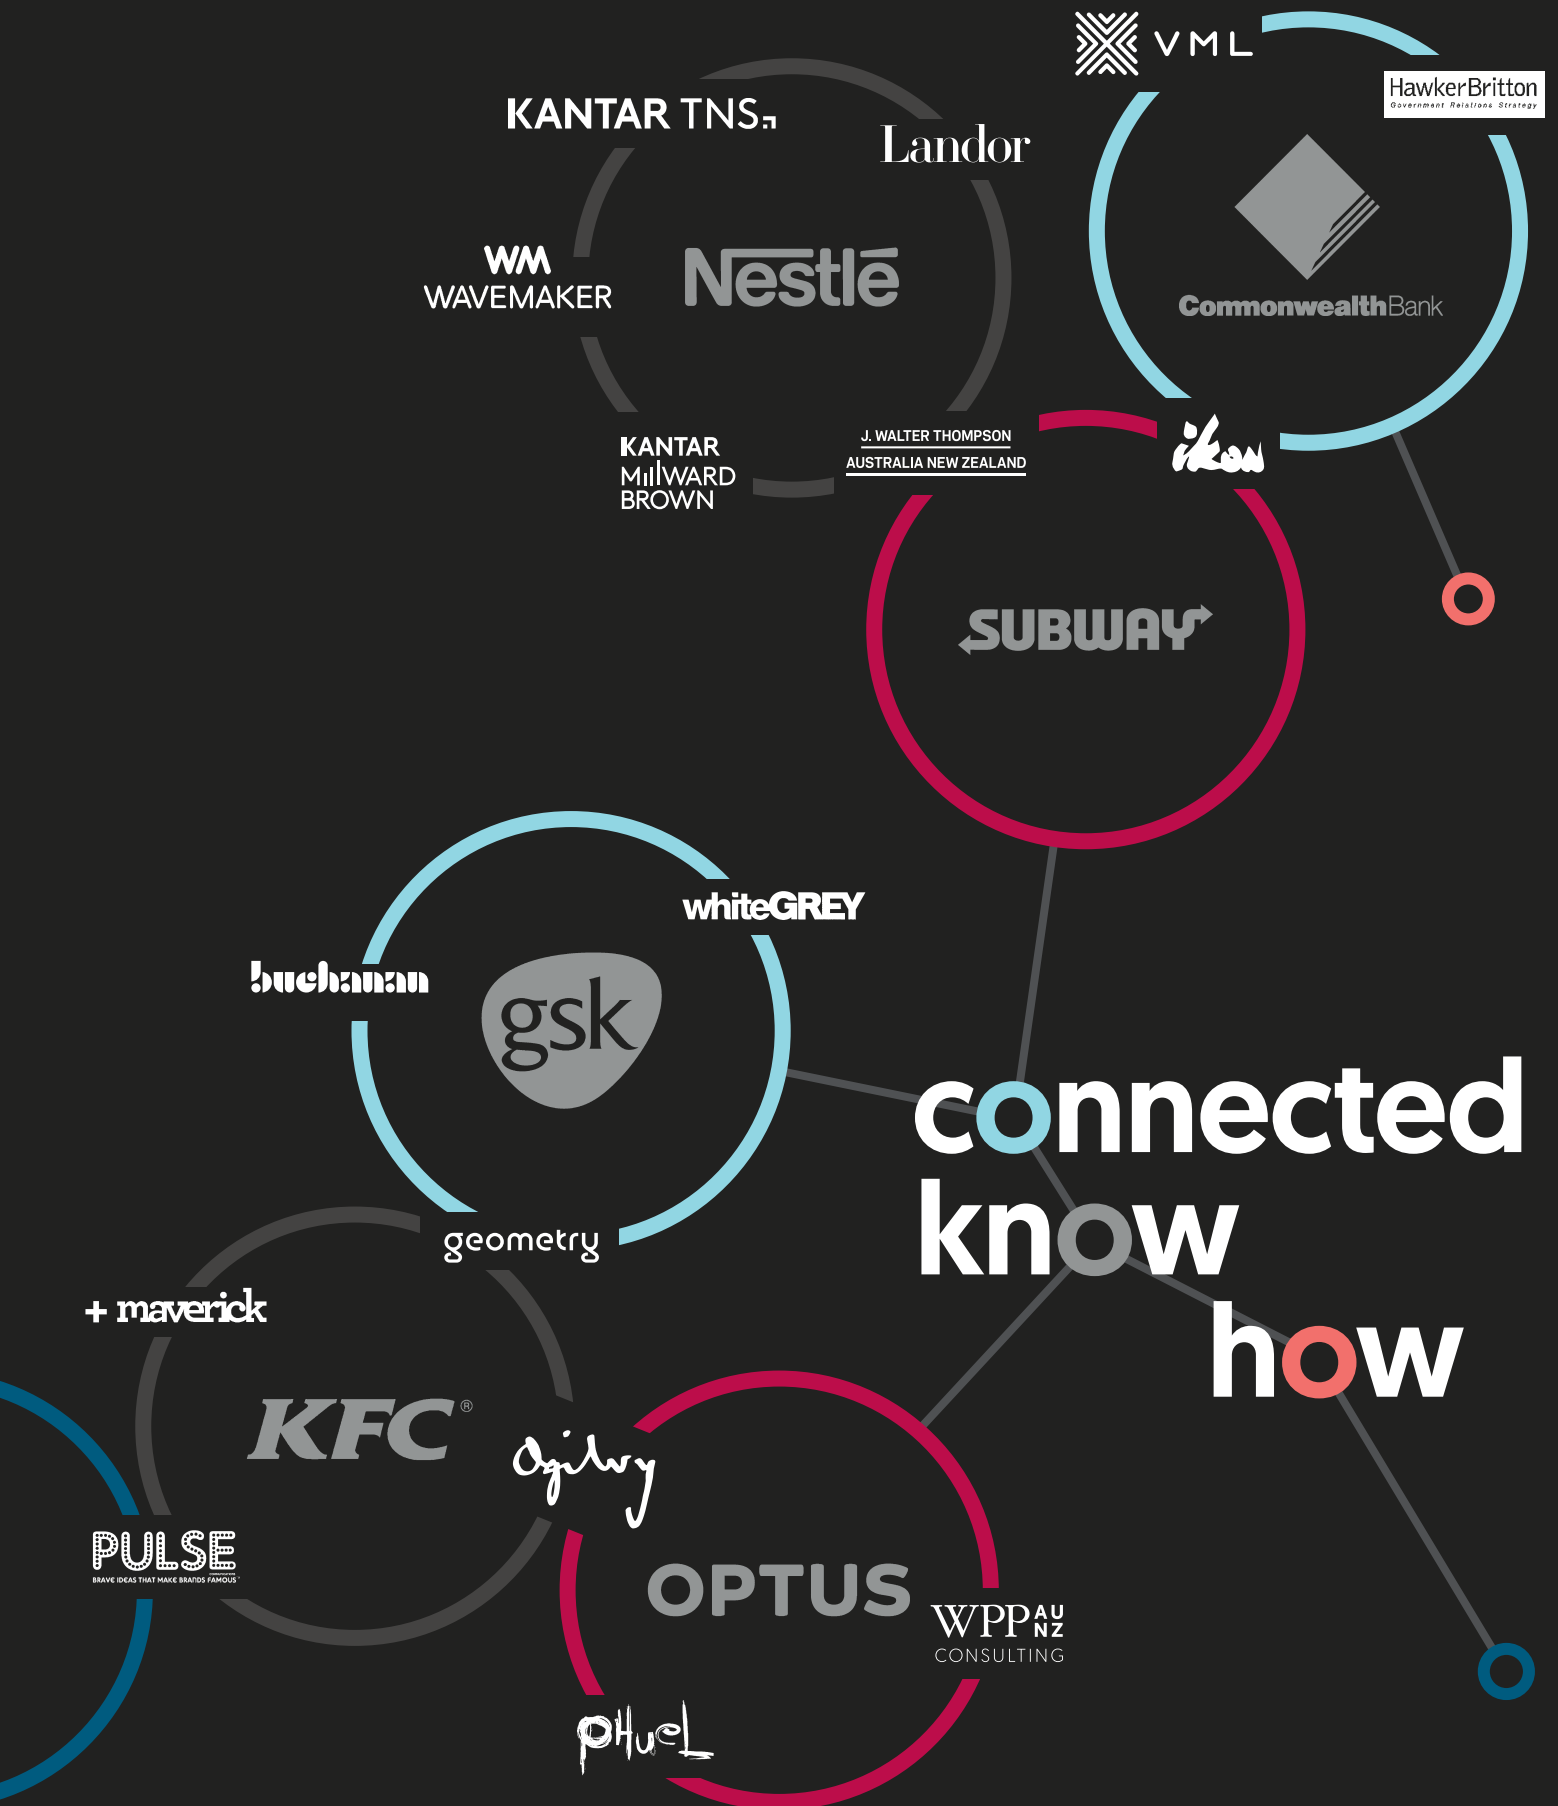 VML
HawkerBritton
Government Relations Strategy
KANTAR TNS
Landor
WM
WAVEMAKER
Nestlé
CommonwealthBank
KANTAR
MillWARD
BROWN
J. WALTER THOMPSON
AUSTRALIA NEW ZEALAND
ikon
SUBWAY
whiteGREY
buchanan
gsk
geometry
connected
know
how
+ maverick
KFC®
Ogilvy
PULSE
BRAVE IDEAS THAT MAKE BRANDS FAMOUS
OPTUS
WPP AU
NZ
CONSULTING
PHueL